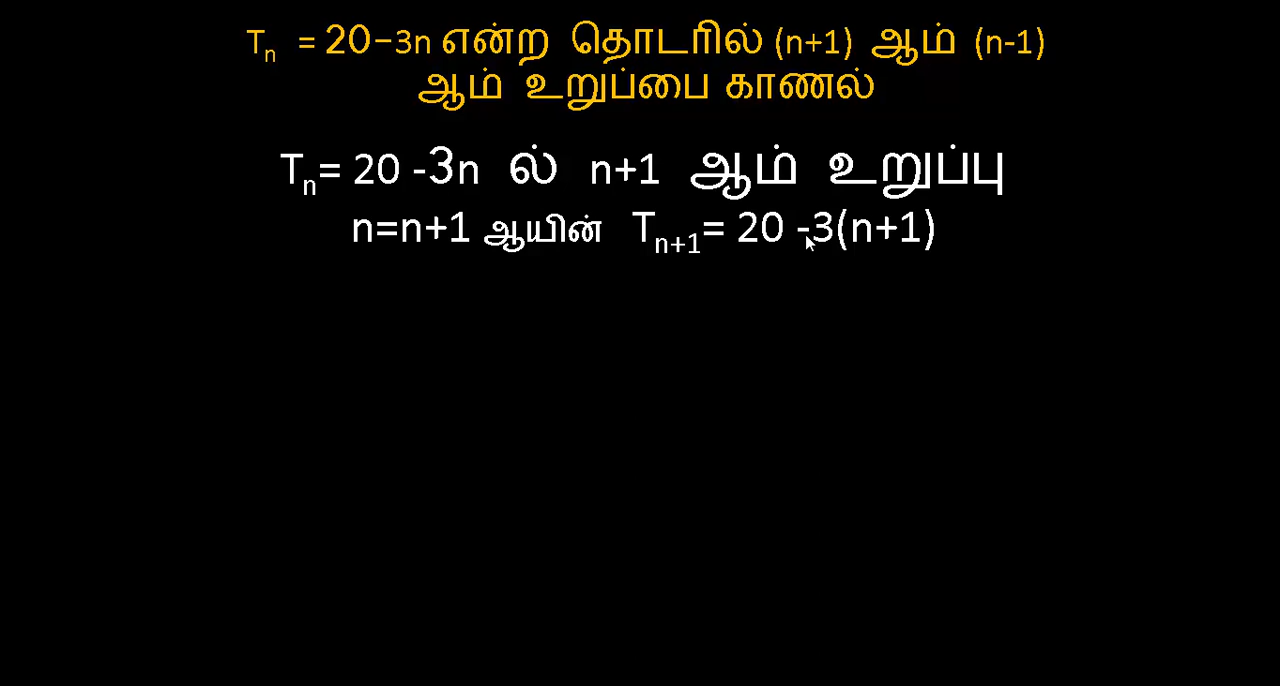 Tn = 20−3n என்ற தொடரில் (n+1) ஆம் (n-1)
ஆம் உறுப்பை காணல்
Tn= 20 -3n ல் n+1 ஆம் உறுப்பு
n=n+1 ஆயின் Tn+1= 20 -3(n+1)